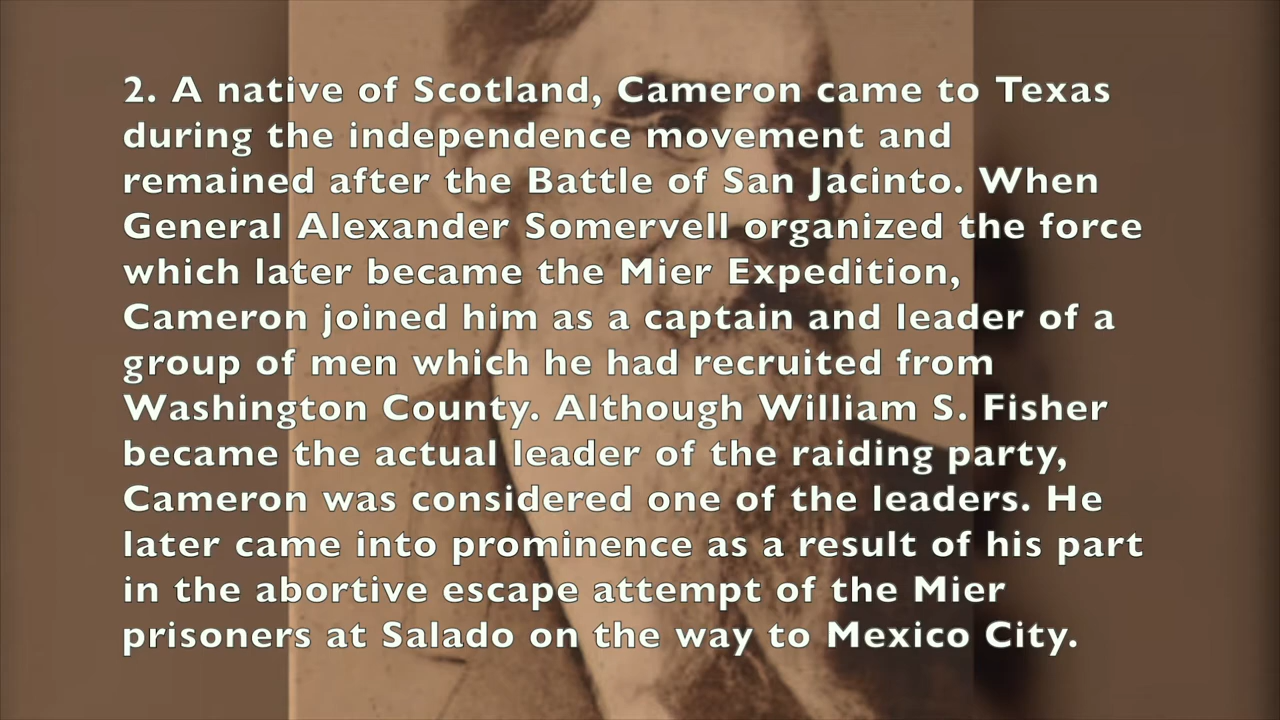 2. A native of Scotland, Cameron came to Texas
during the independence movement and
remained after the Battle of San Jacinto. When
General Alexander Somervell organized the force
which later became the Mier Expedition,
Cameron joined him as a captain and leader of a
group of men which he had recruited from
Washington County. Although William S. Fisher
became the actual leader of the raiding party,
Cameron was considered one of the leaders. He
later came into prominence as a result of his part
in the abortive escape attempt of the Mier
prisoners at Salado on the way to Mexico City.